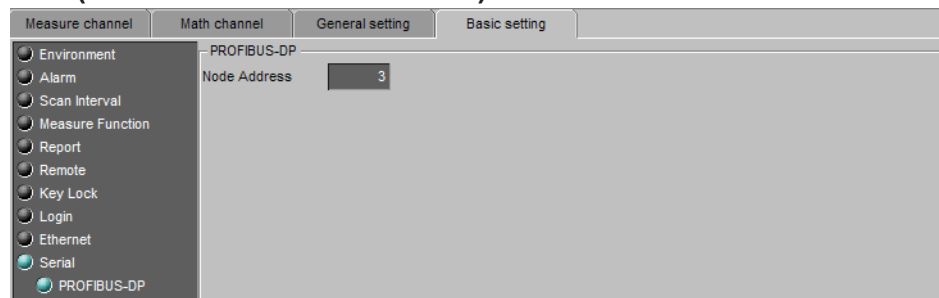 Measure channel Math channel General setting Basic setting
Environment
Alarm
Scan Interval
Measure Function
Report
Remote
Key Lock
Login
Ethernet
Serial
PROFIBUS-DP
PROFIBUS-DP
Node Address 3